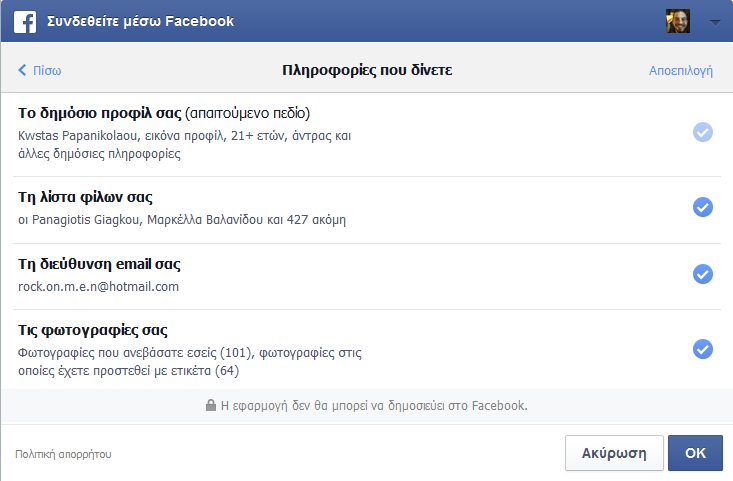 Συνδεθείτε μέσω Facebook
Πίσω
Πληροφορίες που δίνετε
Αποεπιλογή
Το δημόσιο προφίλ σας (απαιτούμενο πεδίο)
Kwstas Papanikolaou, εικόνα προφίλ, 21+ ετών, άντρας και
άλλες δημόσιες πληροφορίες
Τη λίστα φίλων σας
οι Panagiotis Giagkou, Μαρκέλλα Βαλανίδου και 427 ακόμη
Τη διεύθυνση email σας
rock.on.m.e.n@hotmail.com
Τις φωτογραφίες σας
Φωτογραφίες που ανεβάσατε εσείς (101), φωτογραφίες στις
οποίες έχετε προστεθεί με ετικέτα (64)
Η εφαρμογή δεν θα μπορεί να δημοσιεύει στο Facebook.
Πολιτική απορρήτου
Ακύρωση
OK